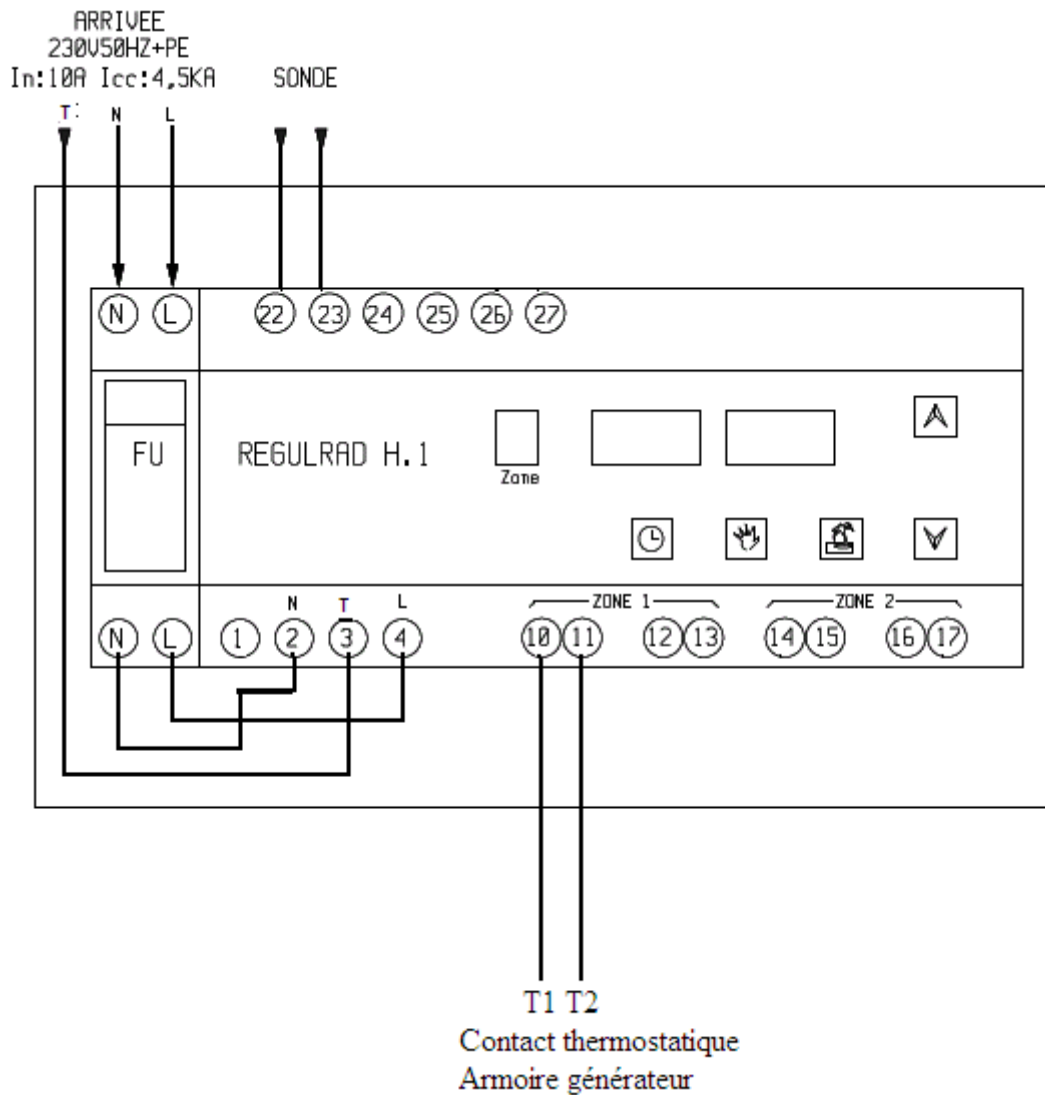 ARRIVEE
230V50HZ+PE
In:10A Icc:4,5KA
SONDE
T: N L
N L 22 23 24 25 26 27
FU
REGULRAD H.1
Zone
N T L
ZONE 1
ZONE 2
N L 1 2 3 4 10 11 12 13 14 15 16 17
T1 T2
Contact thermostatique
Armoire générateur